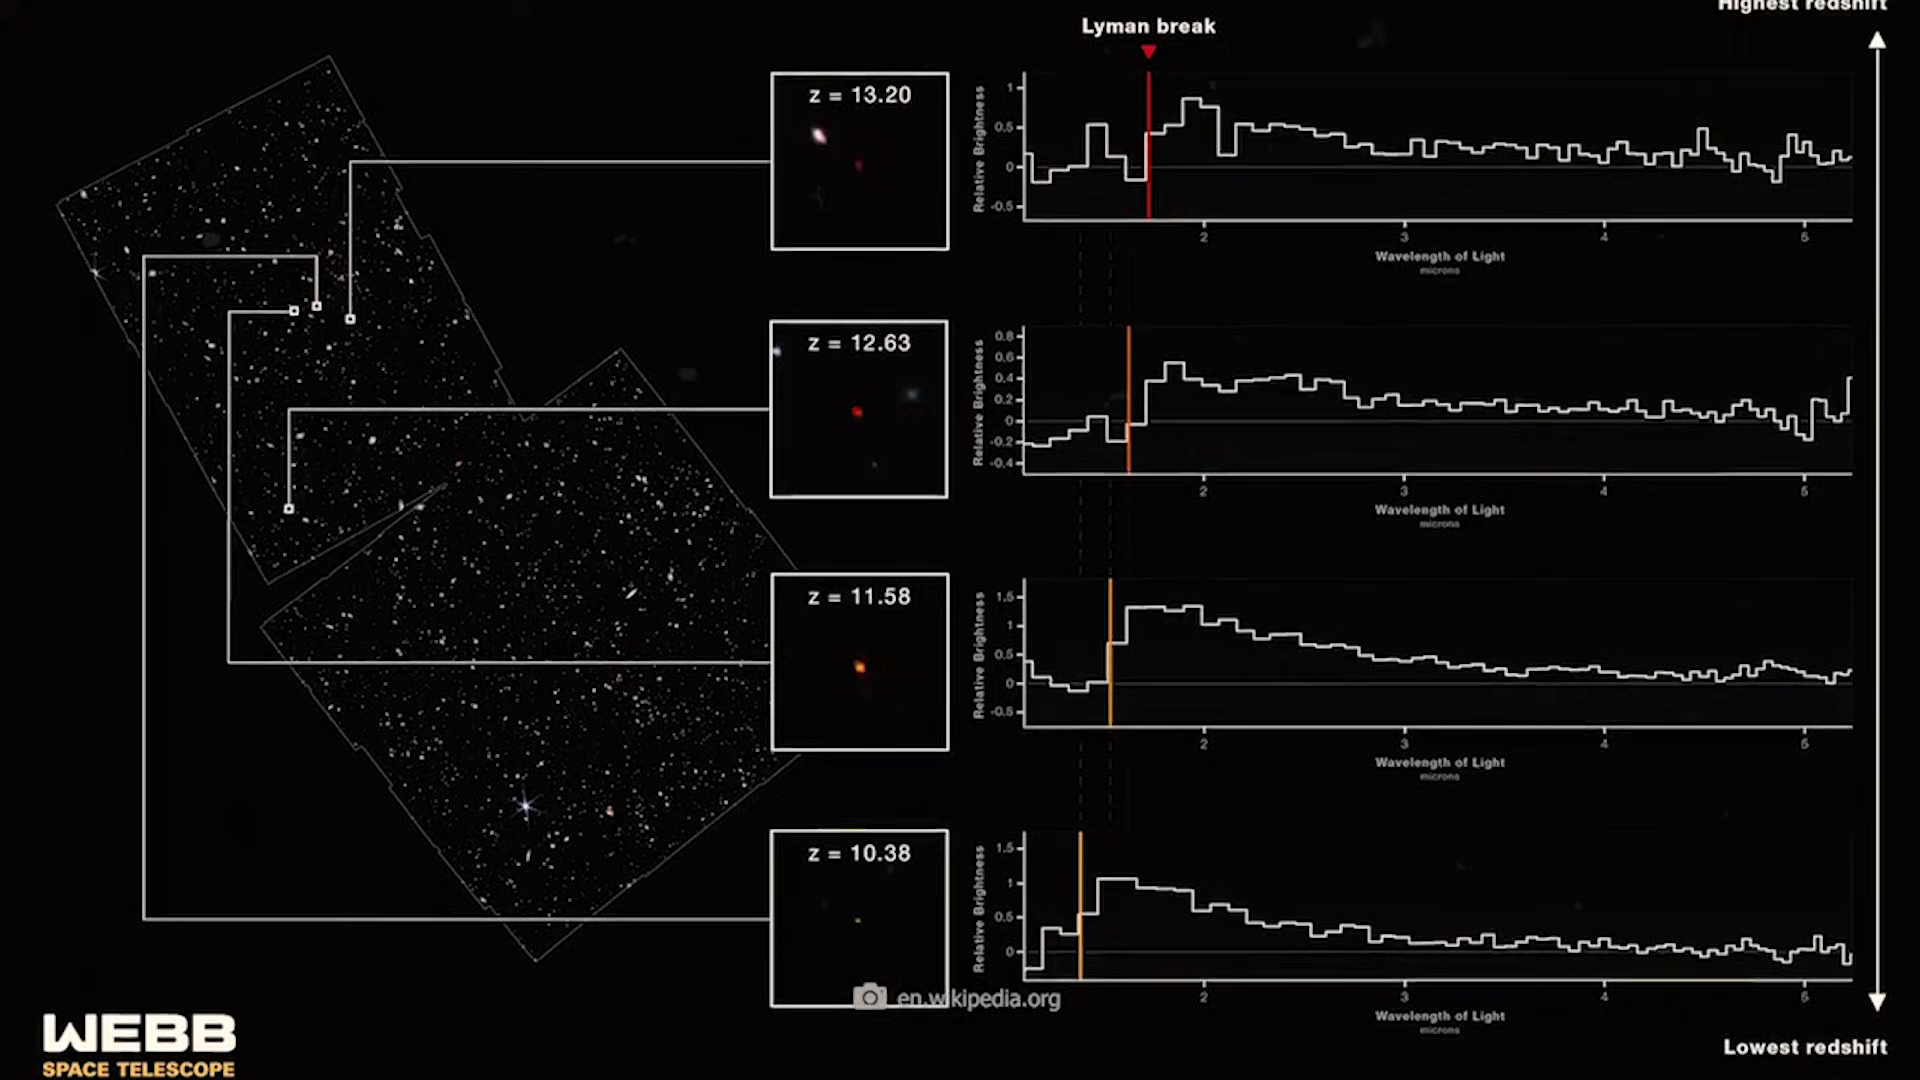 Highest redshift
Lyman break
z = 13.20
Relative Brightness
1
0.5
0
-0.5
2
3
4
5
Wavelength of Light
microns
z = 12.63
Relative Brightness
0.8
0.6
0.4
0.2
0
-0.2
-0.4
2
3
4
5
Wavelength of Light
microns
z = 11.58
Relative Brightness
1.5
1
0.5
0
-0.5
2
3
4
5
Wavelength of Light
microns
z = 10.38
Relative Brightness
1.5
1
0.5
0
2
3
4
5
Wavelength of Light
microns
en.wikipedia.org
WEBB
SPACE TELESCOPE
Lowest redshift